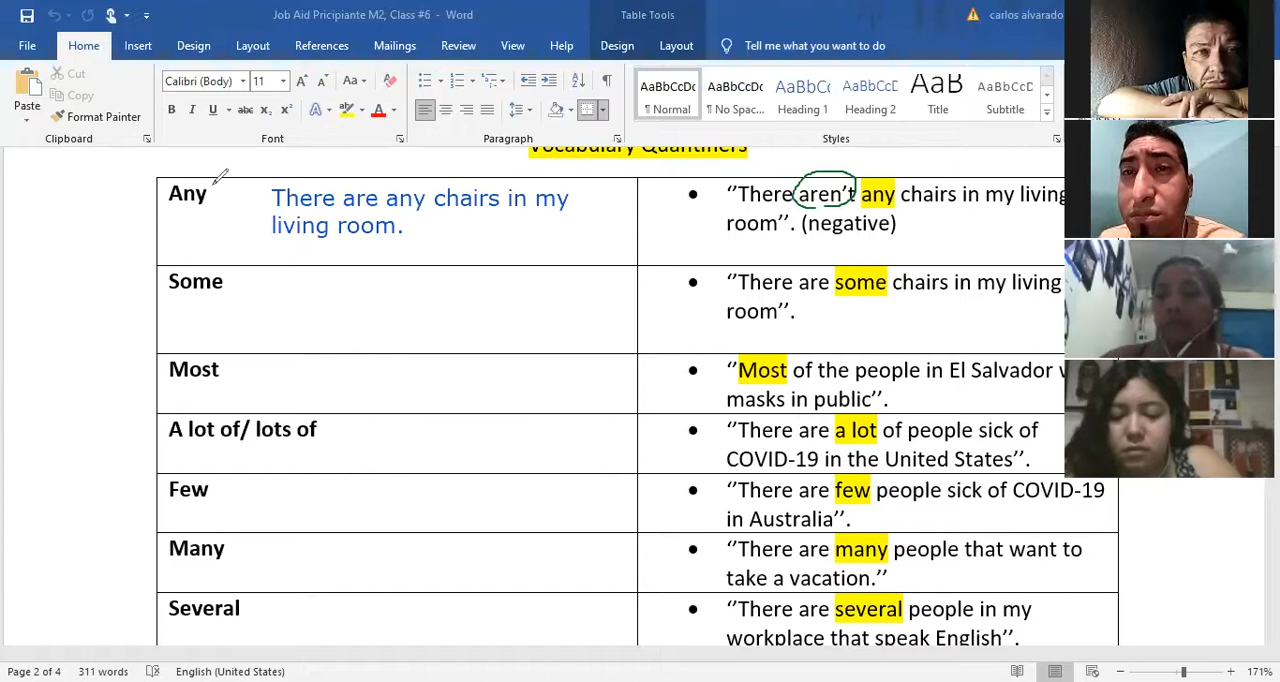 Job Aid Pricipiante M2, Class #6 - Word
Table Tools
carlos alvarado
File Home Insert Design Layout References Mailings Review View Help Design Layout Tell me what you want to do
Cut
Copy
Paste
Format Painter
Calibri (Body) 11
Aa
B I U abc x₂ x²
AaBbCcDc AaBbCcDc AaBbCc AaBbCcD AaB AaBbCcD
¶ Normal ¶ No Spac... Heading 1 Heading 2 Title Subtitle
Clipboard Font Paragraph Styles
Vocabulary Quantifiers
Any
There are any chairs in my
living room.
• ‘’There aren’t any chairs in my living
room’’. (negative)
Some
• ‘’There are some chairs in my living
room’’.
Most
• ‘’Most of the people in El Salvador
masks in public’’.
A lot of/ lots of
• ‘’There are a lot of people sick of
COVID-19 in the United States’’.
Few
• ‘’There are few people sick of COVID-19
in Australia’’.
Many
• ‘’There are many people that want to
take a vacation.’’
Several
• ‘’There are several people in my
workplace that speak English’’.
Page 2 of 4 311 words English (United States) 171%